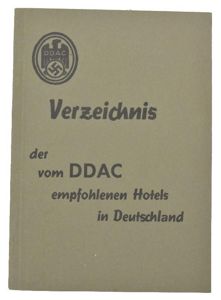 DDAC
Verzeichnis
der
vom DDAC
empfohlenen Hotels
in Deutschland